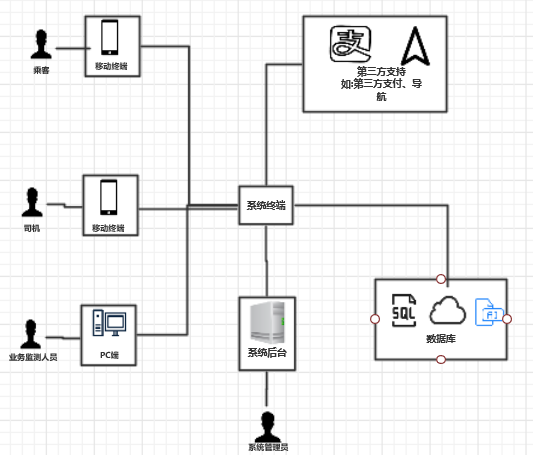 乘客
移动终端
支
第三方支持
如:第三方支付、导
航
司机
移动终端
系统终端
业务监测人员
PC端
系统后台
SQL
数据库
系统管理员